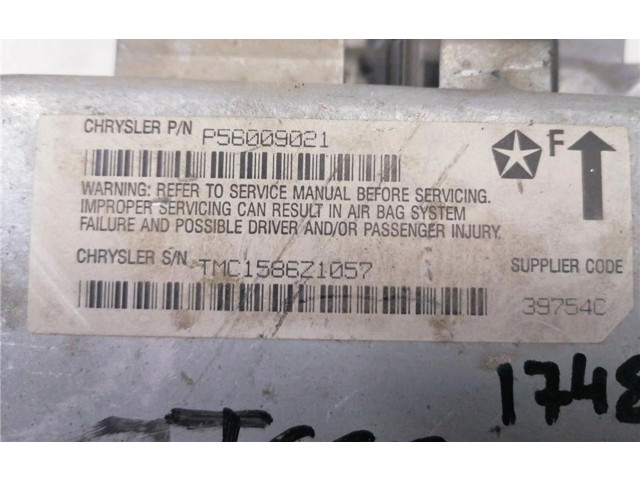 CHRYSLER P/N P56009021
F
WARNING: REFER TO SERVICE MANUAL BEFORE SERVICING.
IMPROPER SERVICING CAN RESULT IN AIR BAG SYSTEM
FAILURE AND POSSIBLE DRIVER AND/OR PASSENGER INJURY.
CHRYSLER S/N TMC1586Z1057
SUPPLIER CODE
39754C
1748